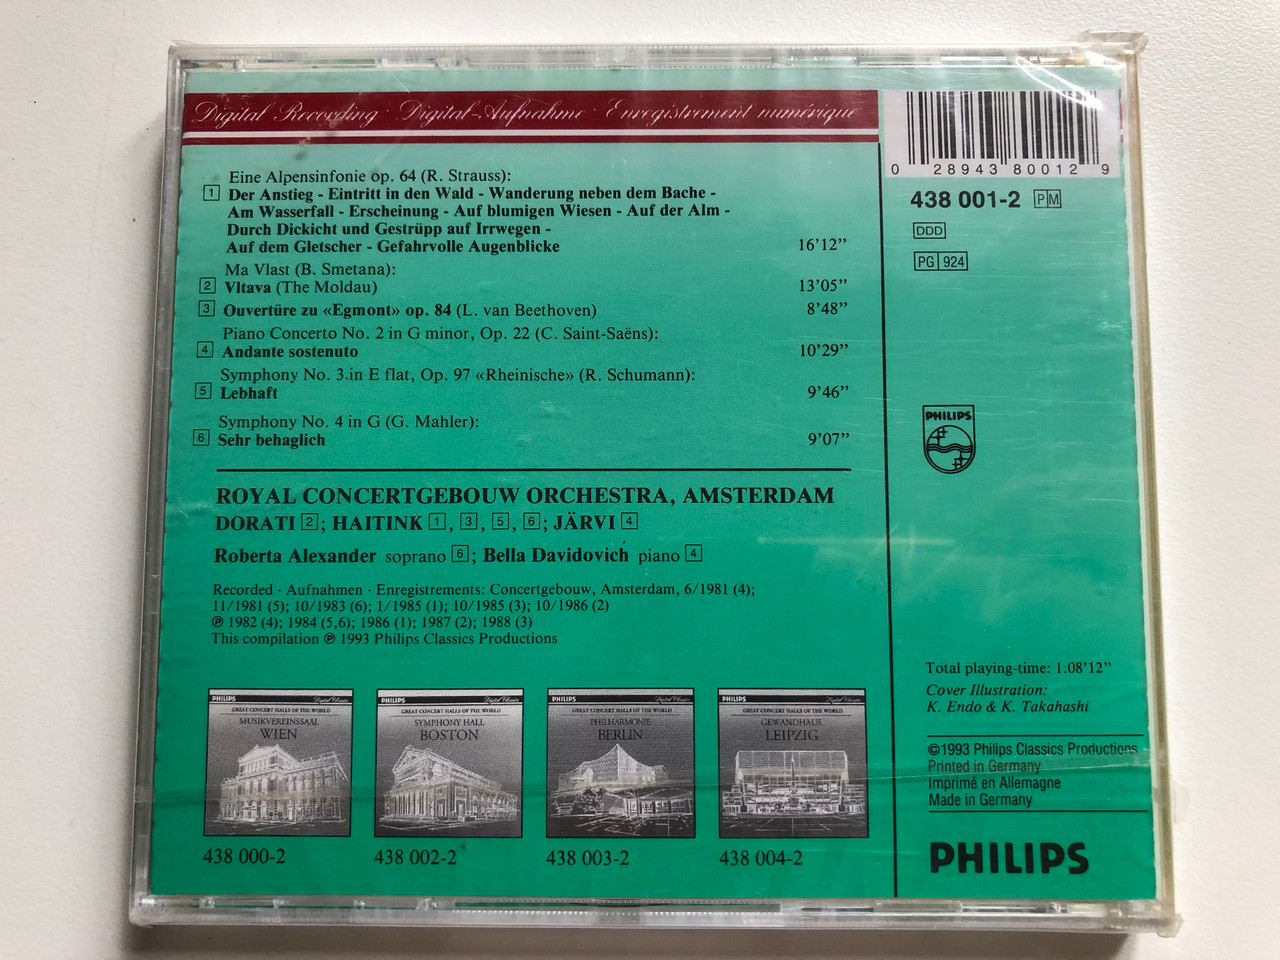 Digital Recording · Digital-Aufnahme · Enregistrement numérique
Eine Alpensinfonie op. 64 (R. Strauss):
1 Der Anstieg - Eintritt in den Wald - Wanderung neben dem Bache -
Am Wasserfall - Erscheinung - Auf blumigen Wiesen - Auf der Alm -
Durch Dickicht und Gestrüpp auf Irrwegen -
Auf dem Gletscher - Gefahrvolle Augenblicke 16'12"
Ma Vlast (B. Smetana):
2 Vltava (The Moldau) 13'05"
3 Ouvertüre zu «Egmont» op. 84 (L. van Beethoven) 8'48"
Piano Concerto No. 2 in G minor, Op. 22 (C. Saint-Saëns):
4 Andante sostenuto 10'29"
Symphony No. 3.in E flat, Op. 97 «Rheinische» (R. Schumann):
5 Lebhaft 9'46"
Symphony No. 4 in G (G. Mahler):
6 Sehr behaglich 9'07"
ROYAL CONCERTGEBOUW ORCHESTRA, AMSTERDAM
DORATI 2; HAITINK 1, 3, 5, 6; JÄRVI 4
Roberta Alexander soprano 6; Bella Davidovich piano 4
Recorded · Aufnahmen · Enregistrements: Concertgebouw, Amsterdam, 6/1981 (4);
11/1981 (5); 10/1983 (6); 1/1985 (1); 10/1985 (3); 10/1986 (2)
℗ 1982 (4); 1984 (5,6); 1986 (1); 1987 (2); 1988 (3)
This compilation ℗ 1993 Philips Classics Productions
PHILIPS Digital Classics
GREAT CONCERT HALLS OF THE WORLD
MUSIKVEREINSSAAL
WIEN
438 000-2
PHILIPS Digital Classics
GREAT CONCERT HALLS OF THE WORLD
SYMPHONY HALL
BOSTON
438 002-2
PHILIPS Digital Classics
GREAT CONCERT HALLS OF THE WORLD
PHILHARMONIE
BERLIN
438 003-2
PHILIPS Digital Classics
GREAT CONCERT HALLS OF THE WORLD
GEWANDHAUS
LEIPZIG
438 004-2
0 28943 80012 9
438 001-2 PM
DDD
PG 924
PHILIPS
Total playing-time: 1.08'12"
Cover Illustration:
K. Endo & K. Takahashi
©1993 Philips Classics Productions
Printed in Germany
Imprimé en Allemagne
Made in Germany
PHILIPS